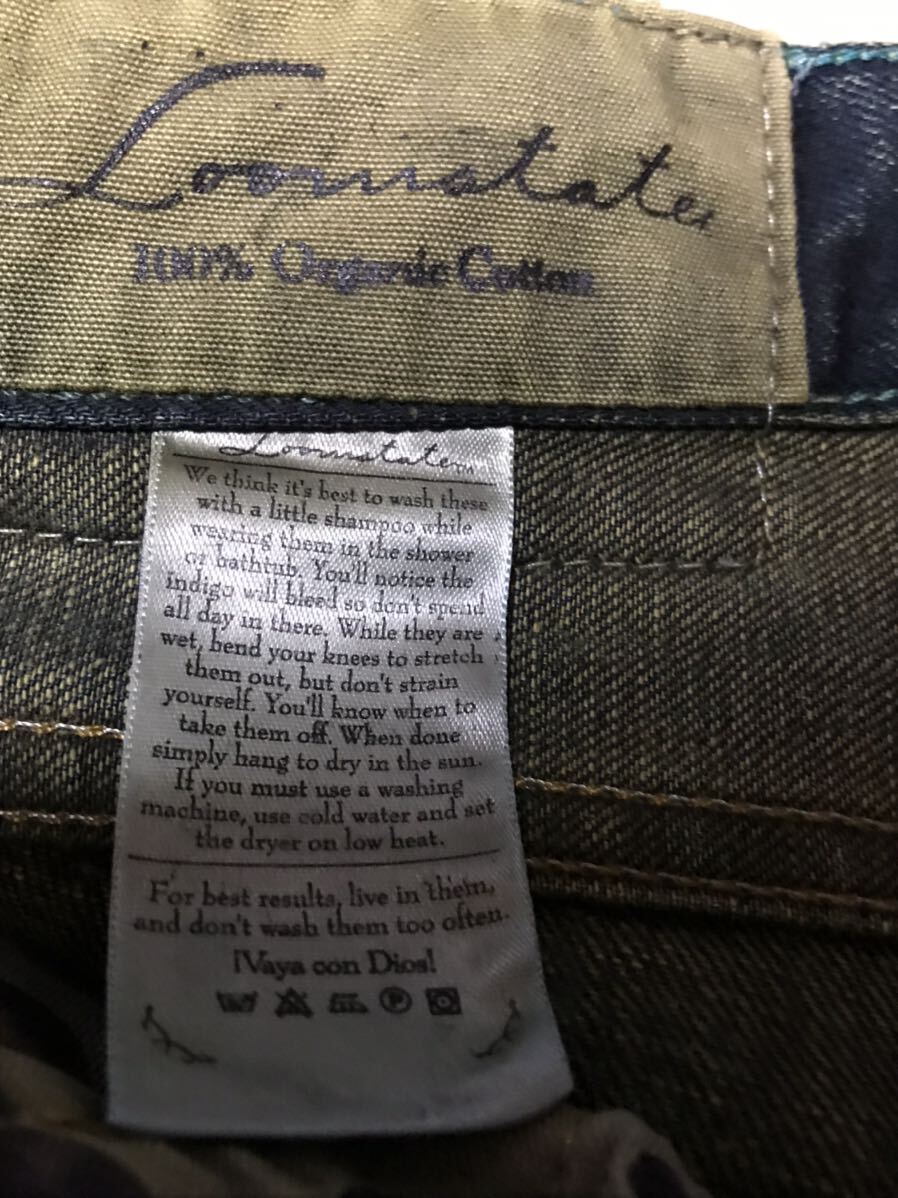 Loomstate
100% Organic Cotton
Loomstate
We think it's best to wash these
with a little shampoo while
wearing them in the shower
or bathtub. You'll notice the
indigo will bleed so don't spend
all day in there. While they are
wet, bend your knees to stretch
them out, but don't strain
yourself. You'll know when to
take them off. When done
simply hang to dry in the sun.
If you must use a washing
machine, use cold water and set
the dryer on low heat.
For best results, live in them,
and don't wash them too often.
¡Vaya con Dios!
P